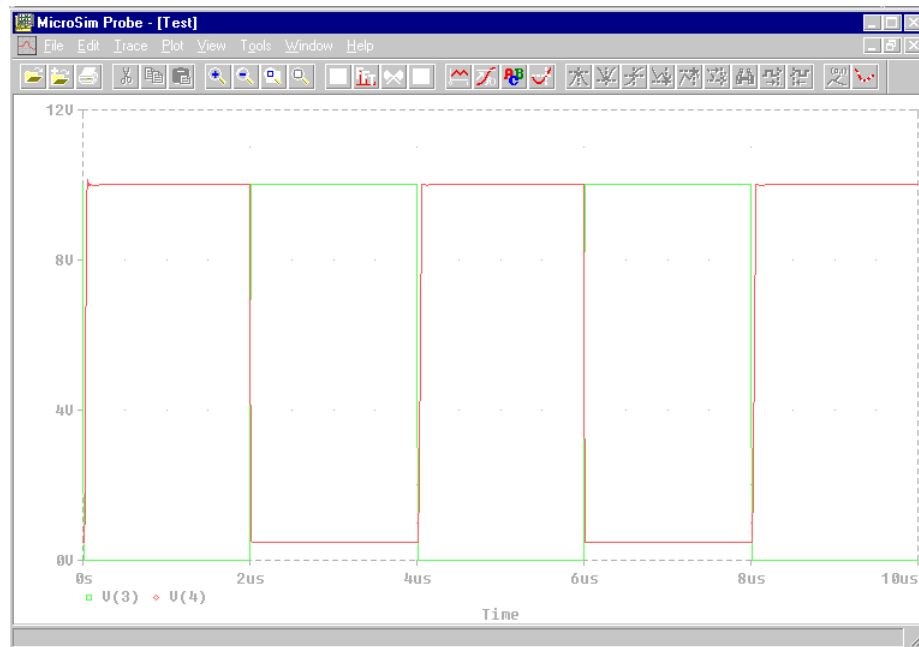 MicroSim Probe - [Test]
File Edit Trace Plot View Tools Window Help
12V
8V
4V
0V
0s 2us 4us 6us 8us 10us
V(3) V(4)
Time